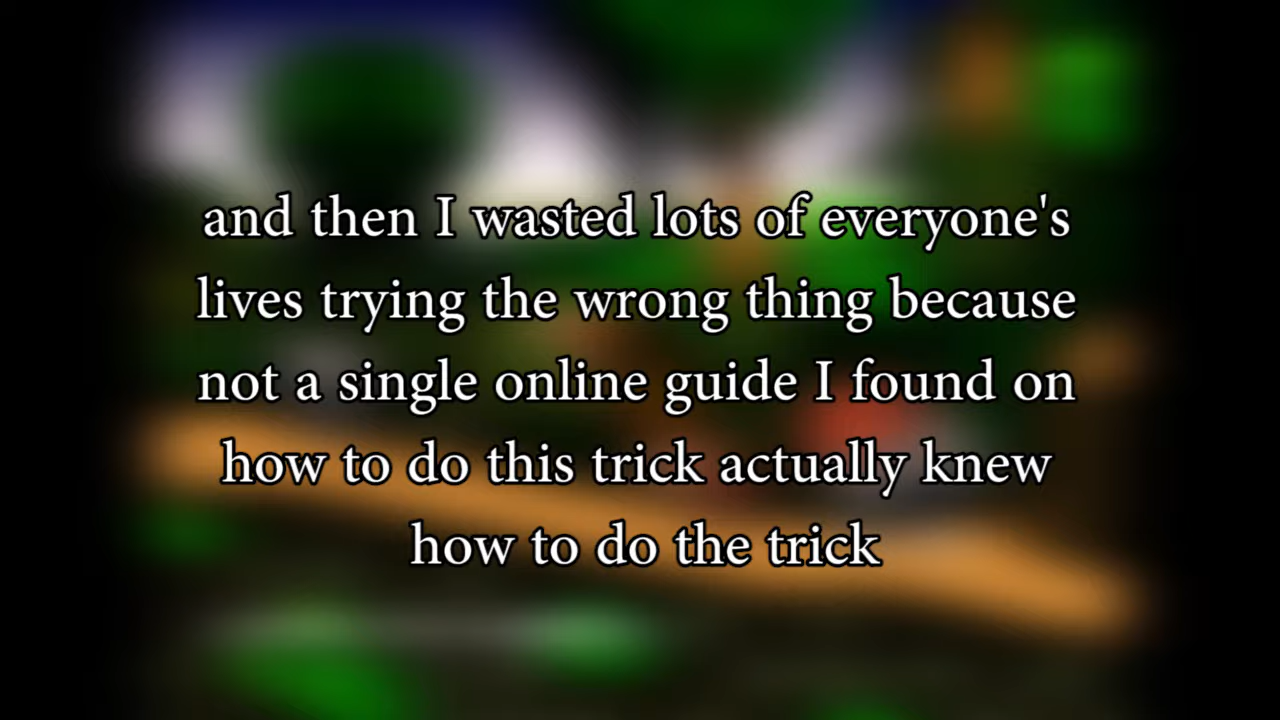 and then I wasted lots of everyone's
lives trying the wrong thing because
not a single online guide I found on
how to do this trick actually knew
how to do the trick